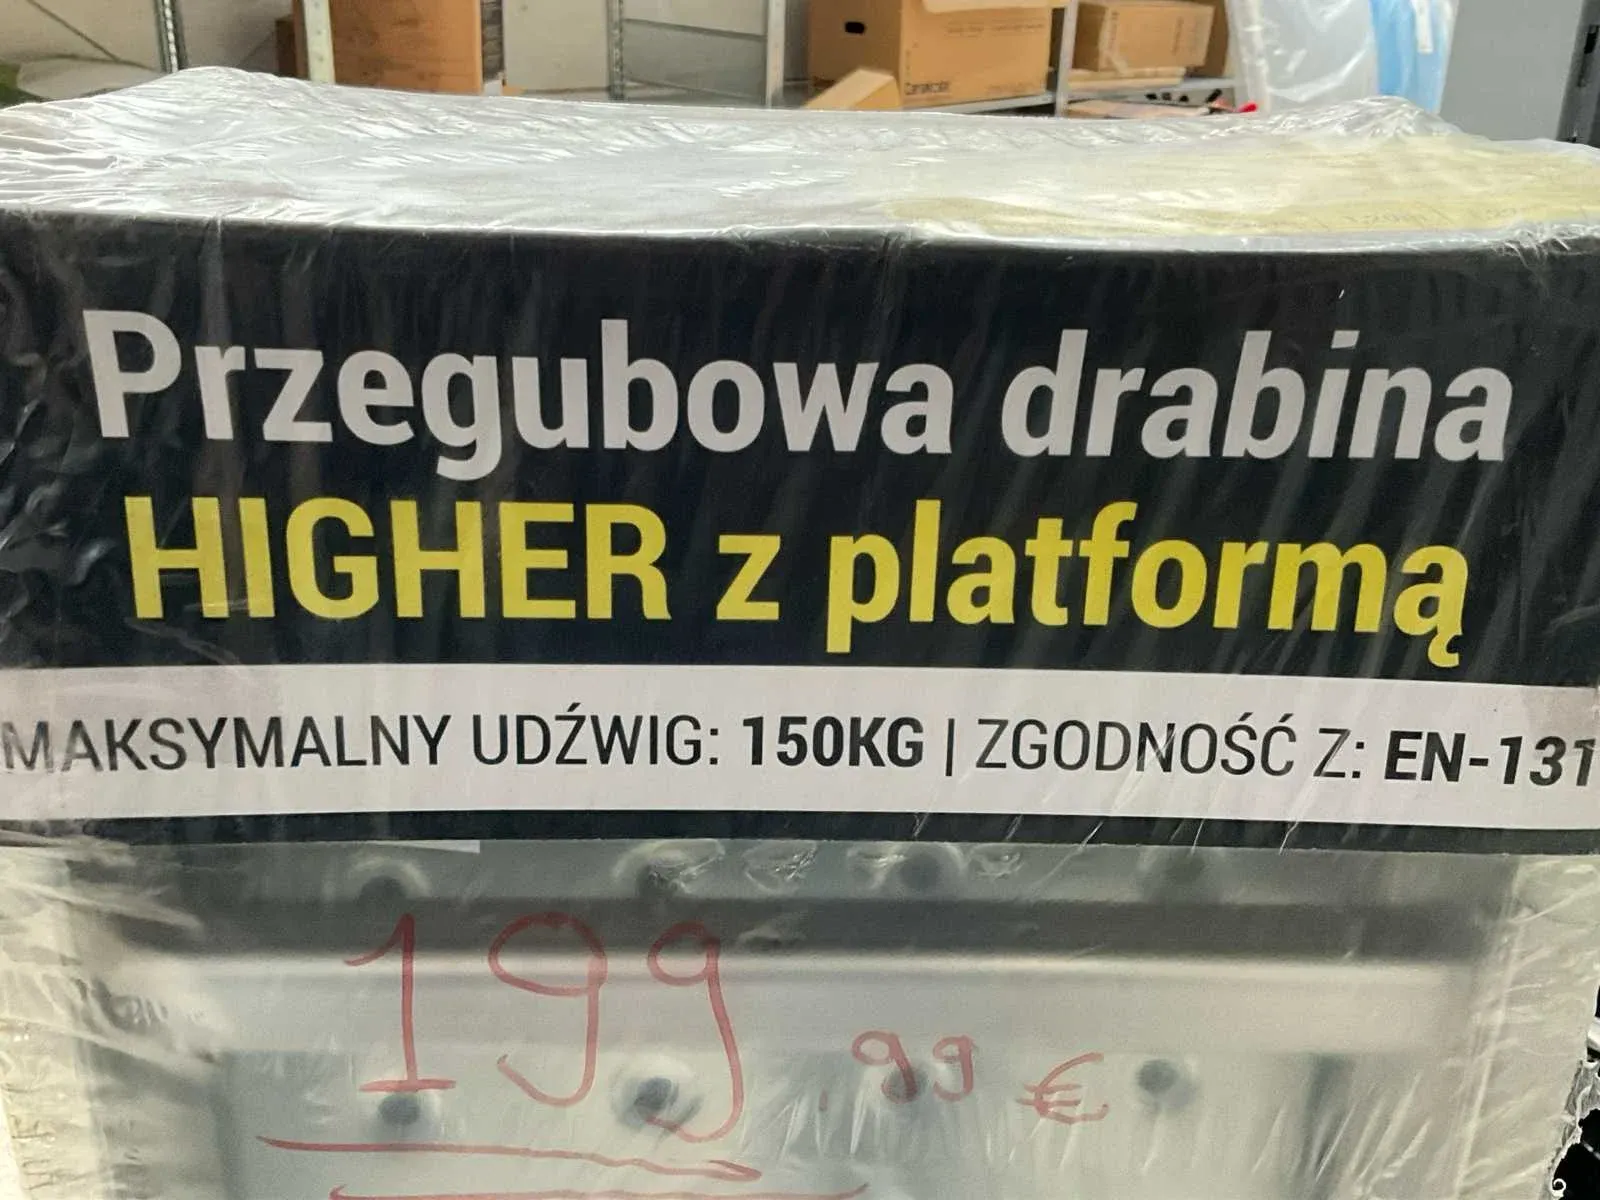 Przegubowa drabina
HIGHER z platformą
MAKSYMALNY UDŹWIG: 150KG | ZGODNOŚĆ Z: EN-131
199.99 €